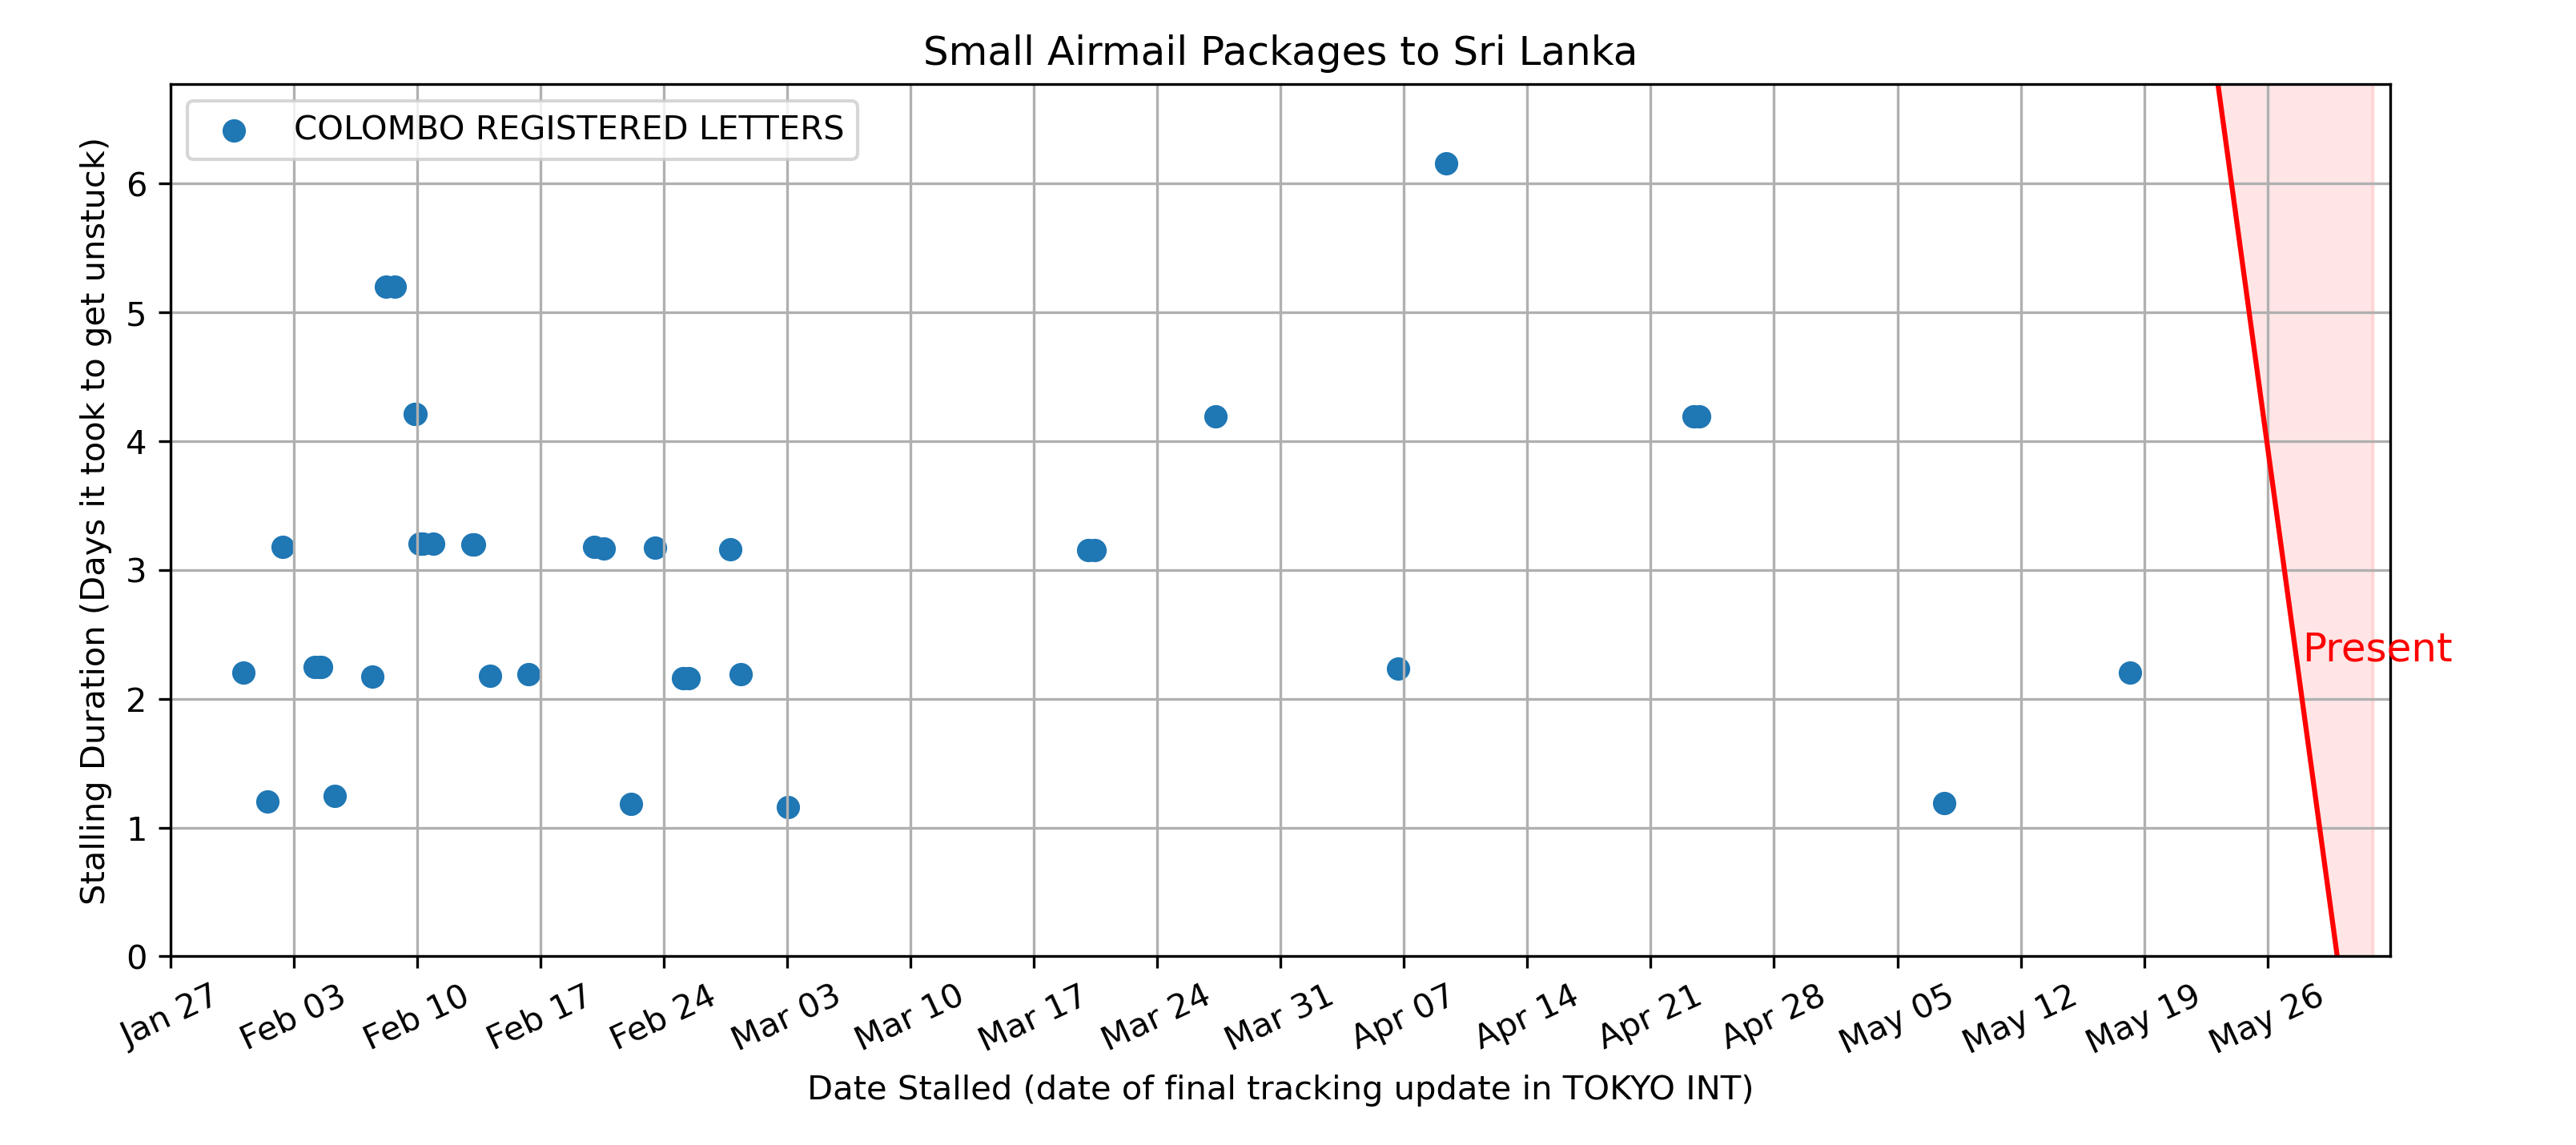 Small Airmail Packages to Sri Lanka
COLOMBO REGISTERED LETTERS
Stalling Duration (Days it took to get unstuck)
6
5
4
3
2
1
0
Present
Jan 27 Feb 03 Feb 10 Feb 17 Feb 24 Mar 03 Mar 10 Mar 17 Mar 24 Mar 31 Apr 07 Apr 14 Apr 21 Apr 28 May 05 May 12 May 19 May 26
Date Stalled (date of final tracking update in TOKYO INT)